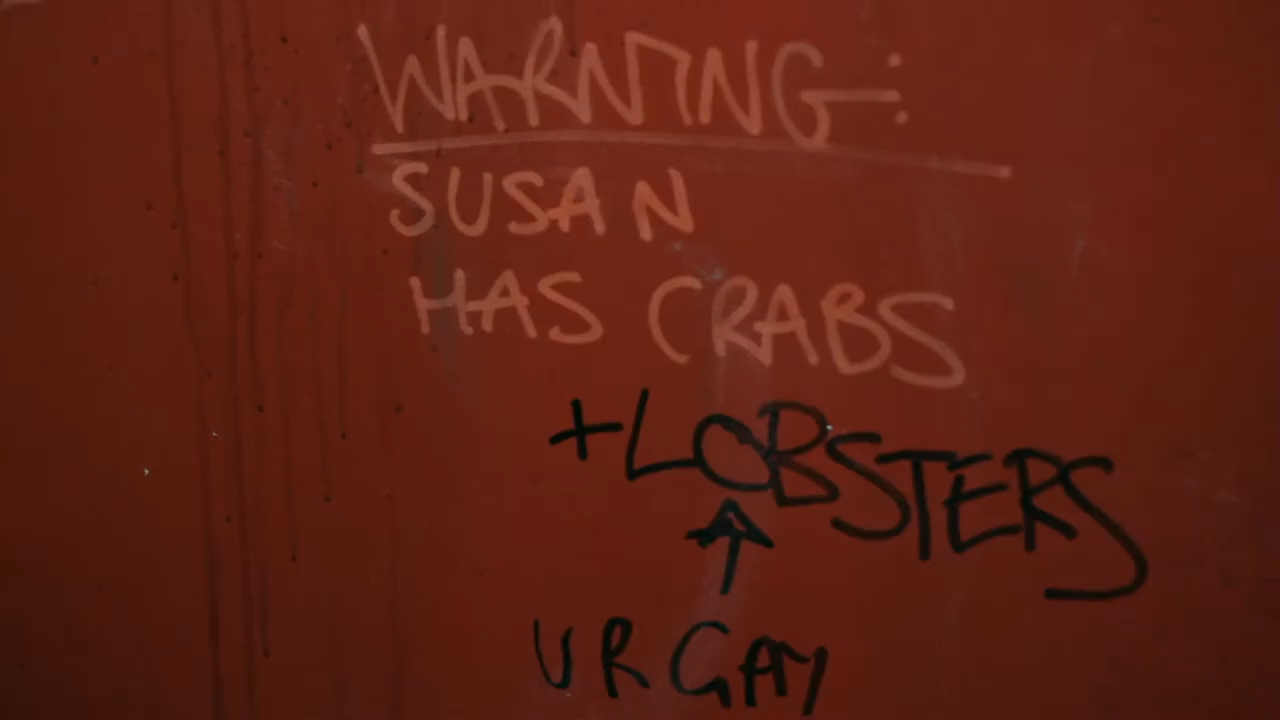 WARNING:
SUSAN
HAS CRABS
+LOBSTERS
U R GAY